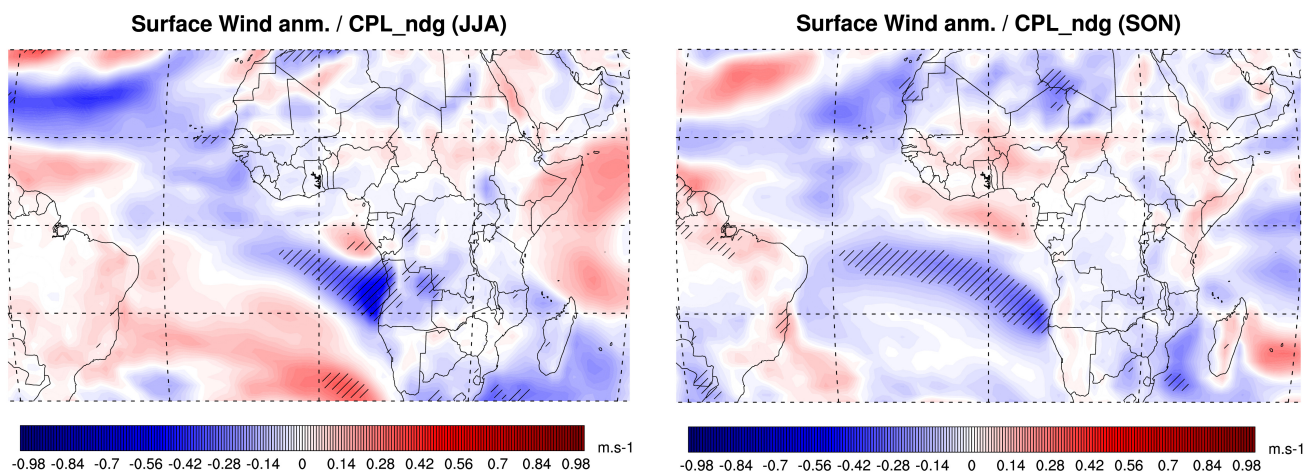 Surface Wind anm. / CPL_ndg (JJA)
Surface Wind anm. / CPL_ndg (SON)
-0.98 -0.84 -0.7 -0.56 -0.42 -0.28 -0.14 0 0.14 0.28 0.42 0.56 0.7 0.84 0.98 m.s-1
-0.98 -0.84 -0.7 -0.56 -0.42 -0.28 -0.14 0 0.14 0.28 0.42 0.56 0.7 0.84 0.98 m.s-1